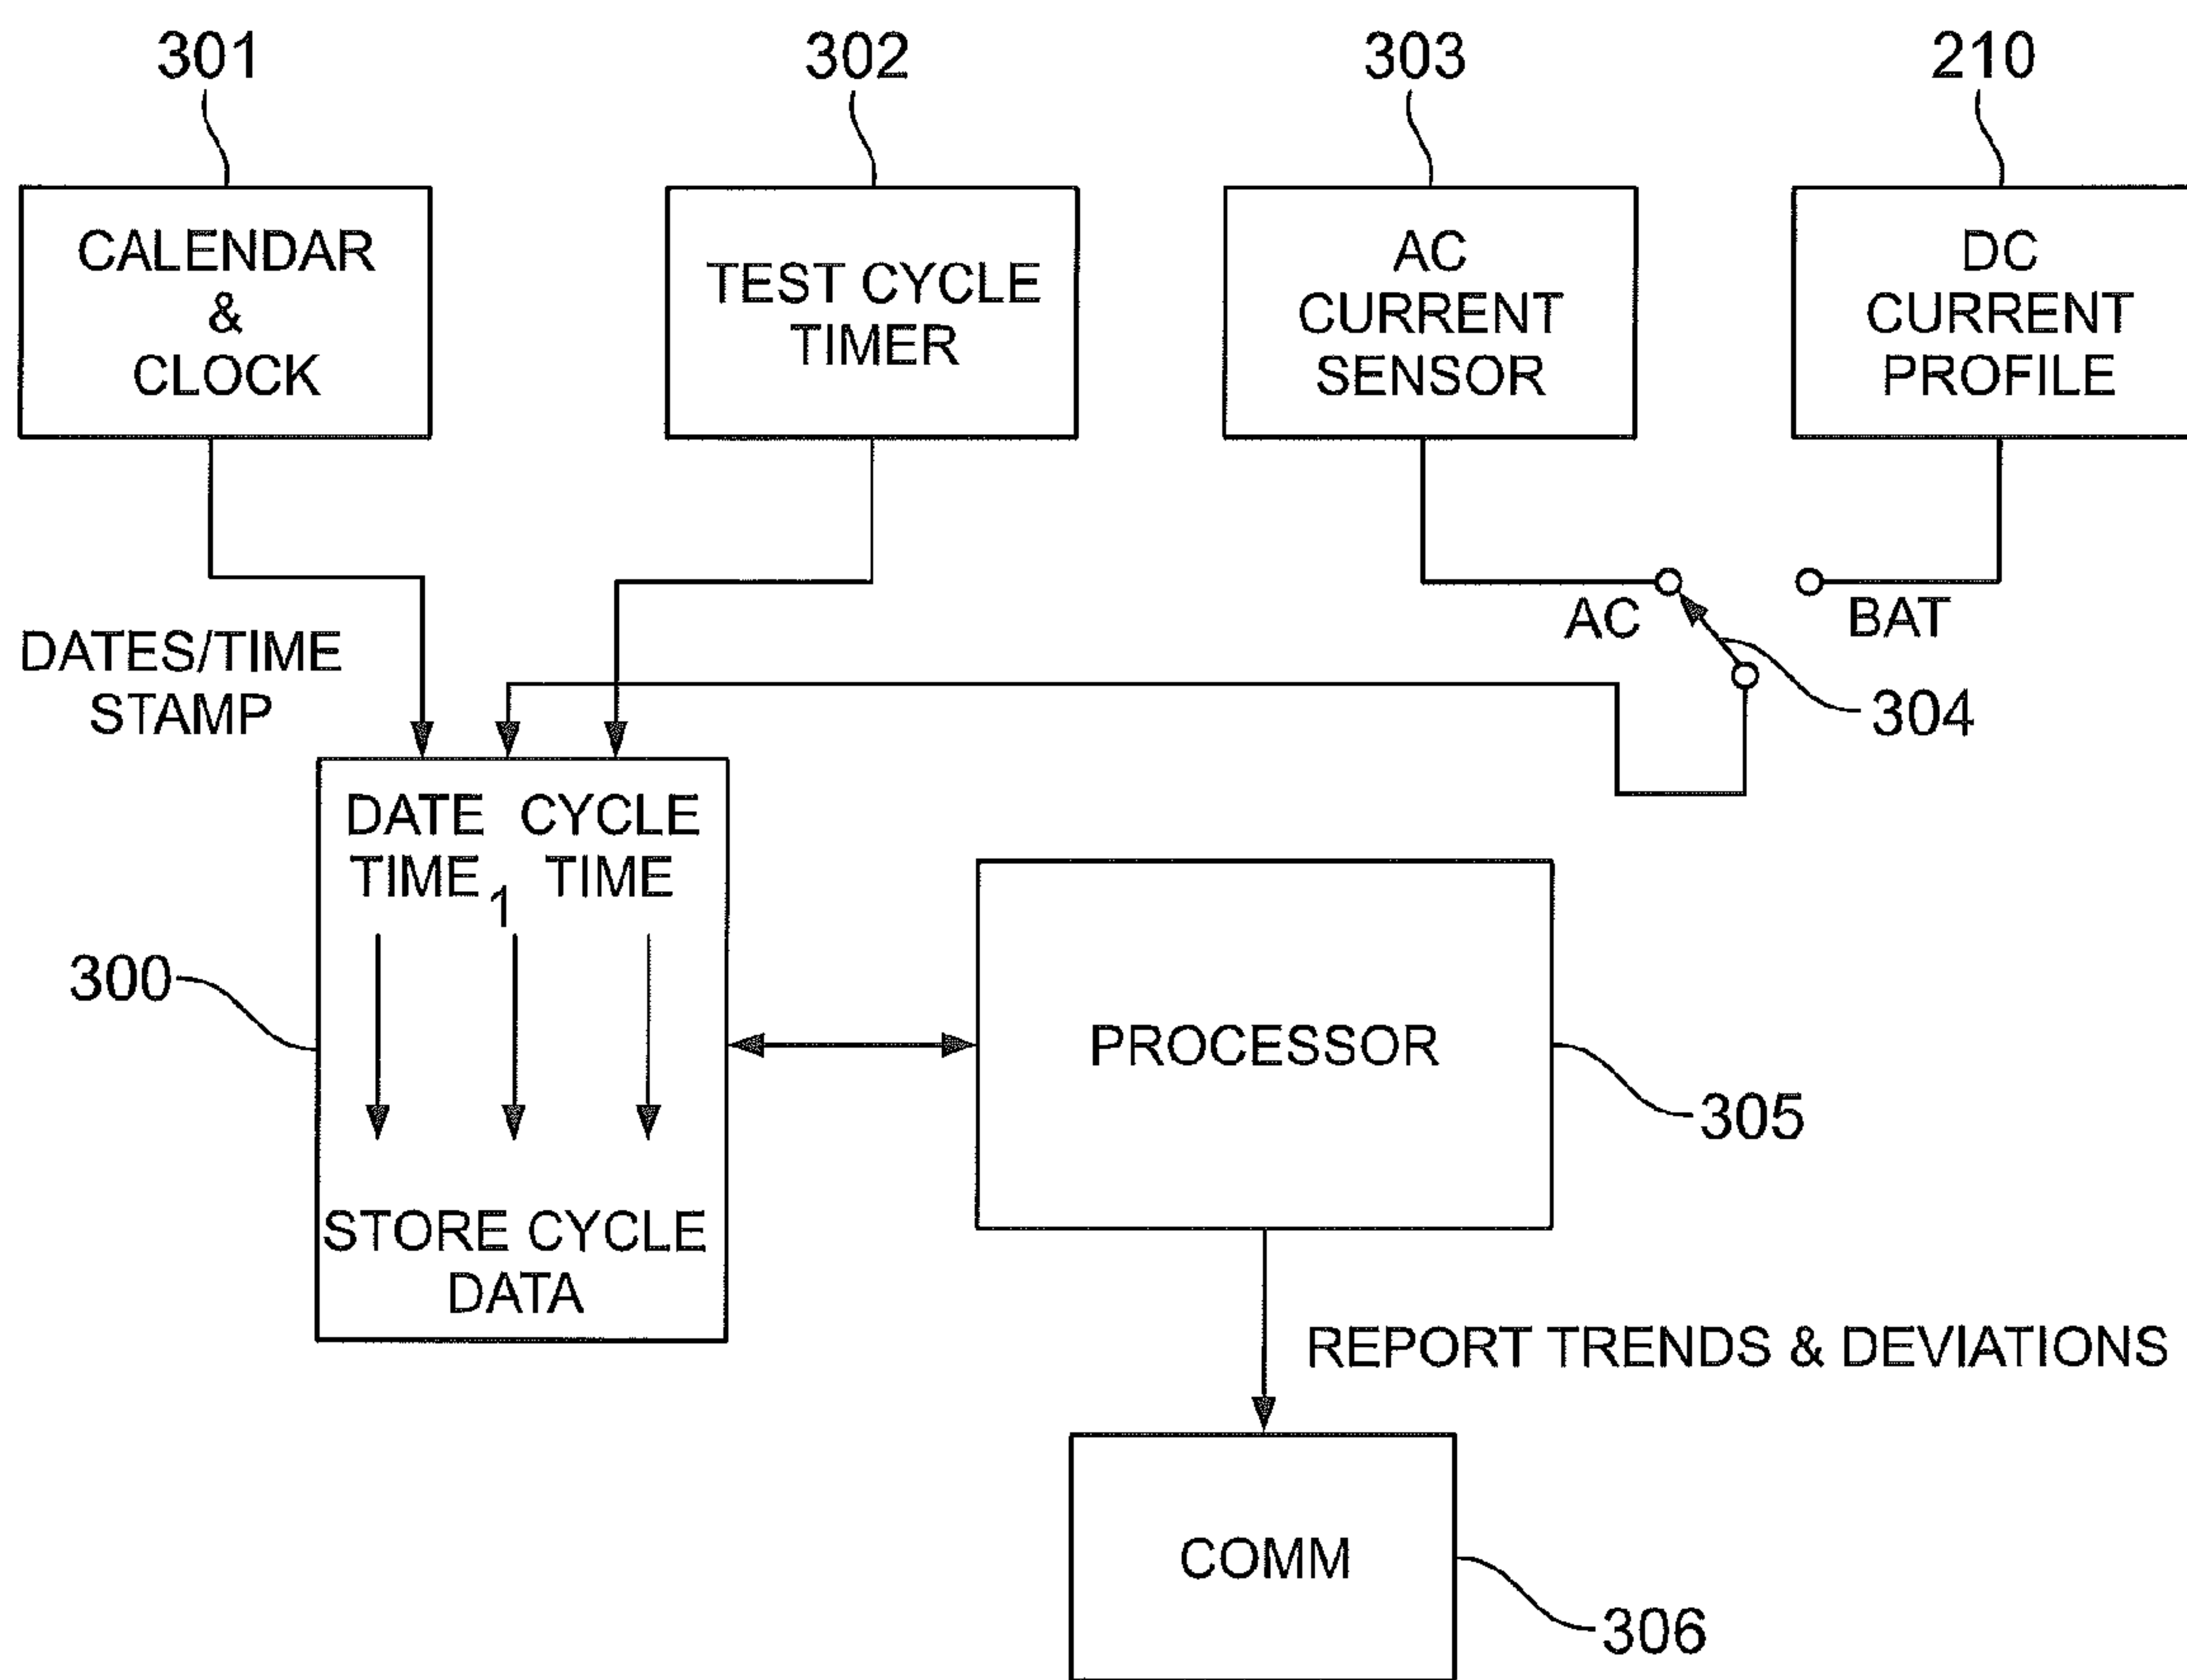 301
302
303
210
CALENDAR
&
CLOCK
TEST CYCLE
TIMER
AC
CURRENT
SENSOR
DC
CURRENT
PROFILE
DATES/TIME
STAMP
AC
BAT
304
DATE CYCLE
TIME 1 TIME
300
STORE CYCLE
DATA
PROCESSOR
305
REPORT TRENDS & DEVIATIONS
COMM
306